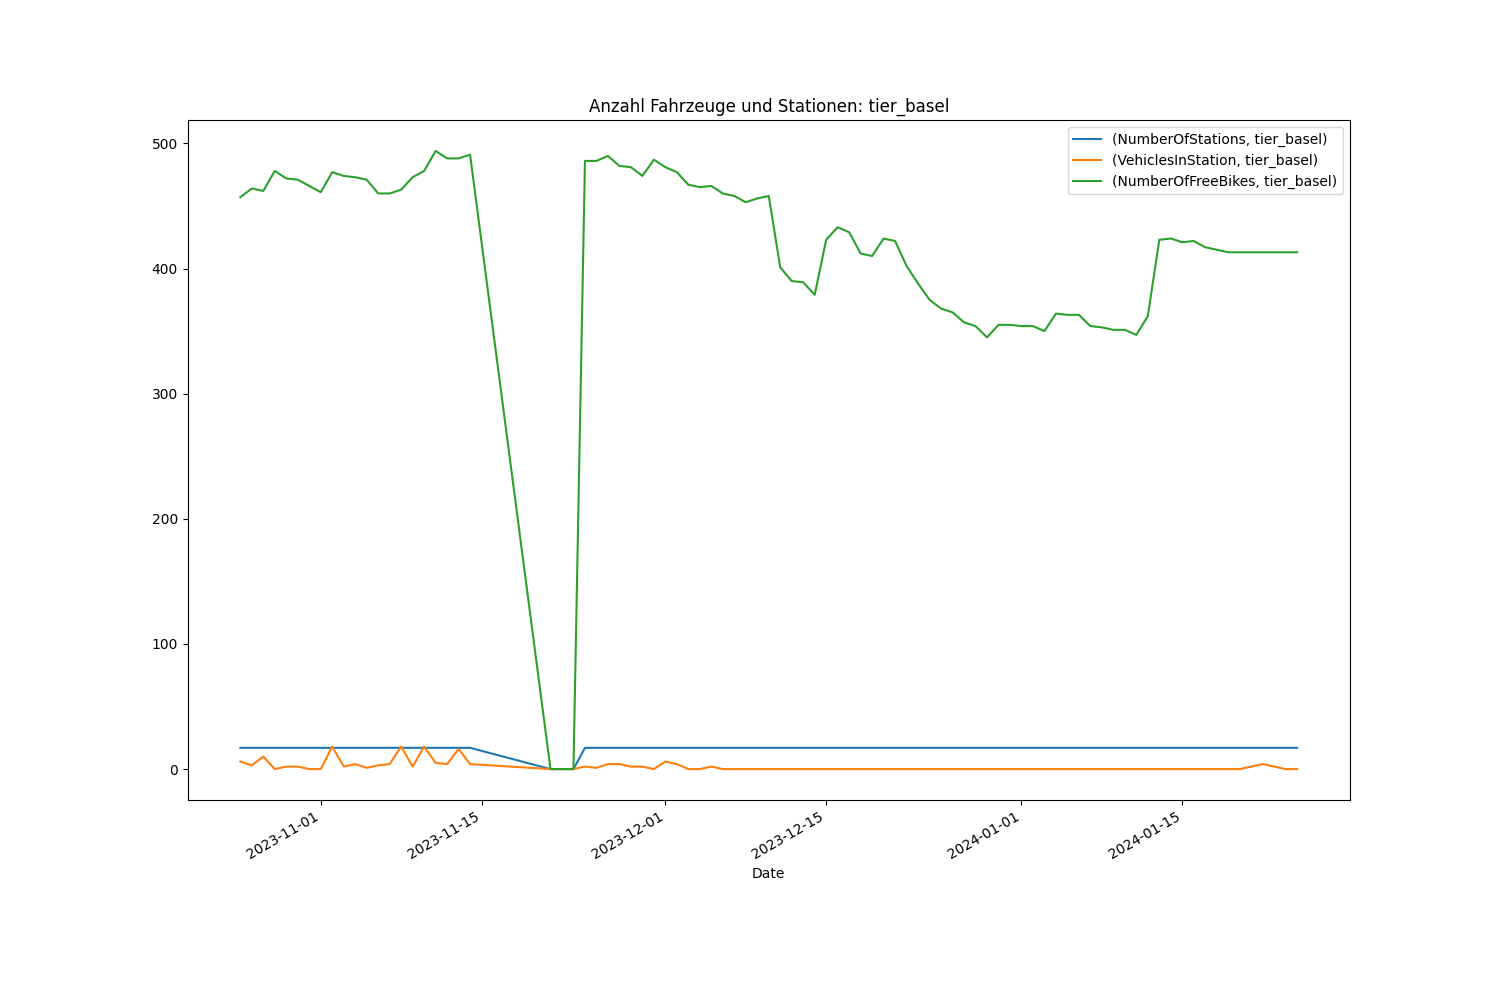 Anzahl Fahrzeuge und Stationen: tier_basel
(NumberOfStations, tier_basel)
(VehiclesInStation, tier_basel)
(NumberOfFreeBikes, tier_basel)
500
400
300
200
100
0
2023-11-01
2023-11-15
2023-12-01
2023-12-15
2024-01-01
2024-01-15
Date